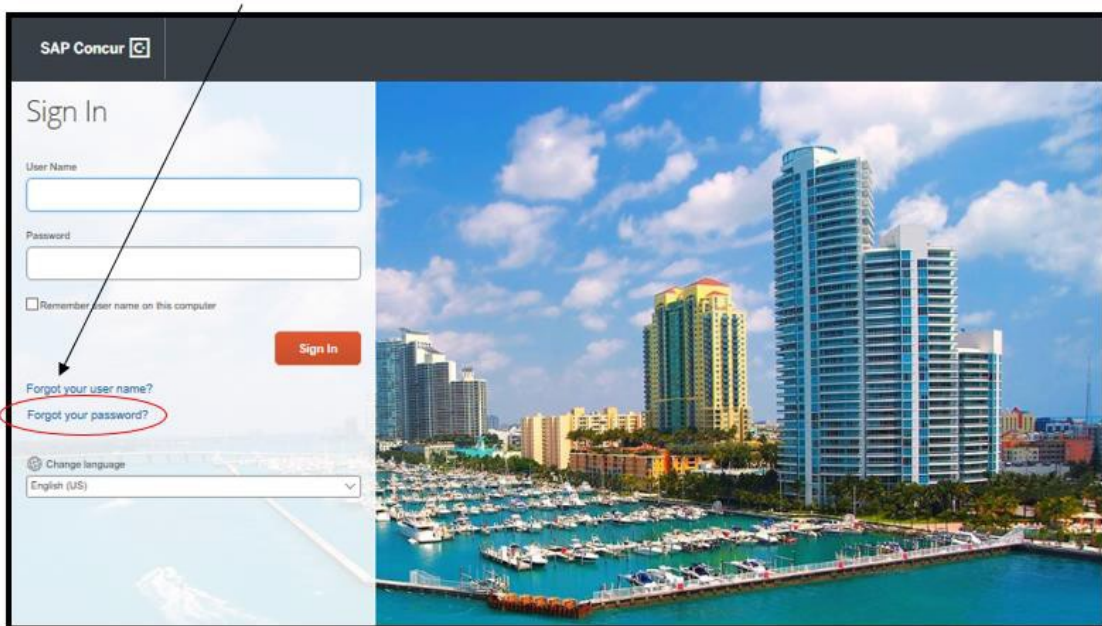 SAP Concur
Sign In
User Name
Password
Remember user name on this computer
Sign In
Forgot your user name?
Forgot your password?
Change language
English (US)